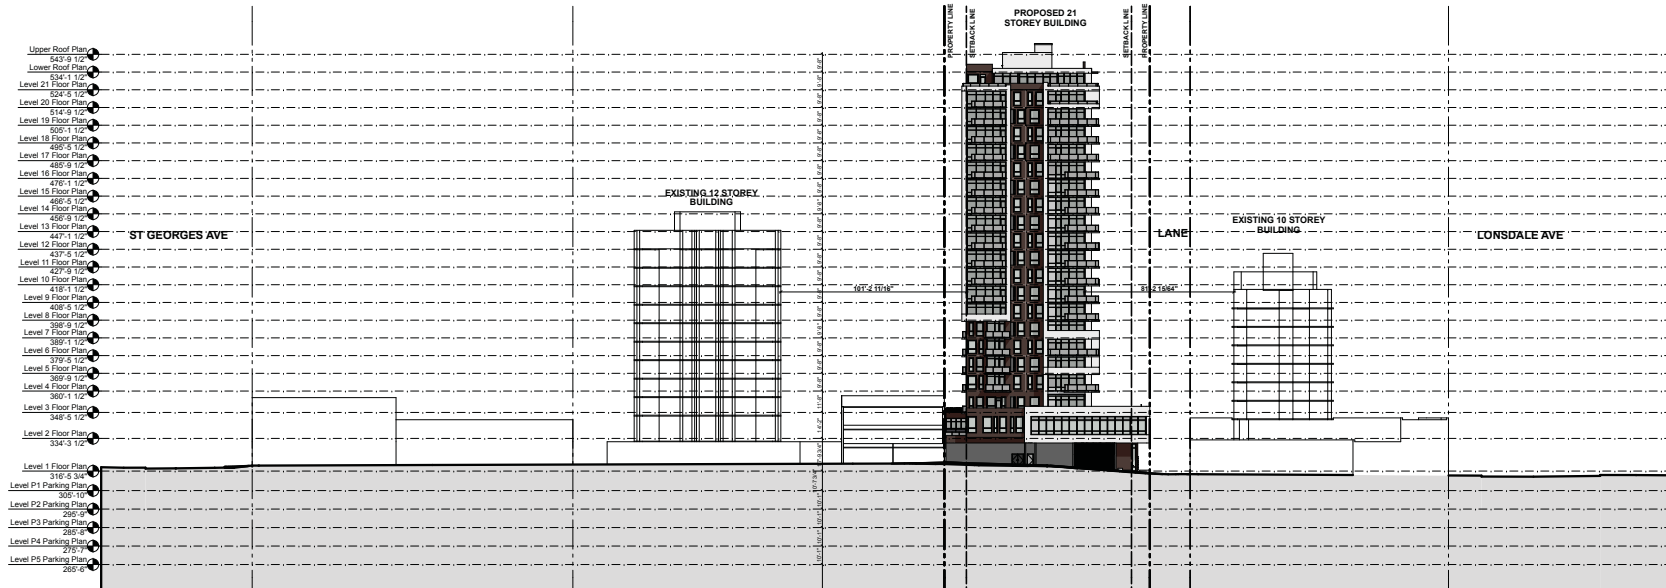 PROPOSED 21
STOREY BUILDING
PROPERTY LINE
SETBACK LINE
SETBACK LINE
PROPERTY LINE
Upper Roof Plan
543'-9 1/2"
Lower Roof Plan
534'-1 1/2"
Level 21 Floor Plan
524'-5 1/2"
Level 20 Floor Plan
514'-9 1/2"
Level 19 Floor Plan
505'-1 1/2"
Level 18 Floor Plan
495'-5 1/2"
Level 17 Floor Plan
485'-9 1/2"
Level 16 Floor Plan
476'-1 1/2"
Level 15 Floor Plan
466'-5 1/2"
Level 14 Floor Plan
456'-9 1/2"
Level 13 Floor Plan
447'-1 1/2"
Level 12 Floor Plan
437'-5 1/2"
Level 11 Floor Plan
427'-9 1/2"
Level 10 Floor Plan
418'-1 1/2"
Level 9 Floor Plan
408'-5 1/2"
Level 8 Floor Plan
398'-9 1/2"
Level 7 Floor Plan
389'-1 1/2"
Level 6 Floor Plan
379'-5 1/2"
Level 5 Floor Plan
369'-9 1/2"
Level 4 Floor Plan
360'-1 1/2"
Level 3 Floor Plan
348'-5 1/2"
Level 2 Floor Plan
334'-3 1/2"
Level 1 Floor Plan
316'-5 3/4"
Level P1 Parking Plan
305'-10"
Level P2 Parking Plan
295'-9"
Level P3 Parking Plan
285'-8"
Level P4 Parking Plan
275'-7"
Level P5 Parking Plan
265'-6"
ST GEORGES AVE
EXISTING 12 STOREY
BUILDING
101'-2 11/16"
81'-2 15/64"
LANE
EXISTING 10 STOREY
BUILDING
LONSDALE AVE